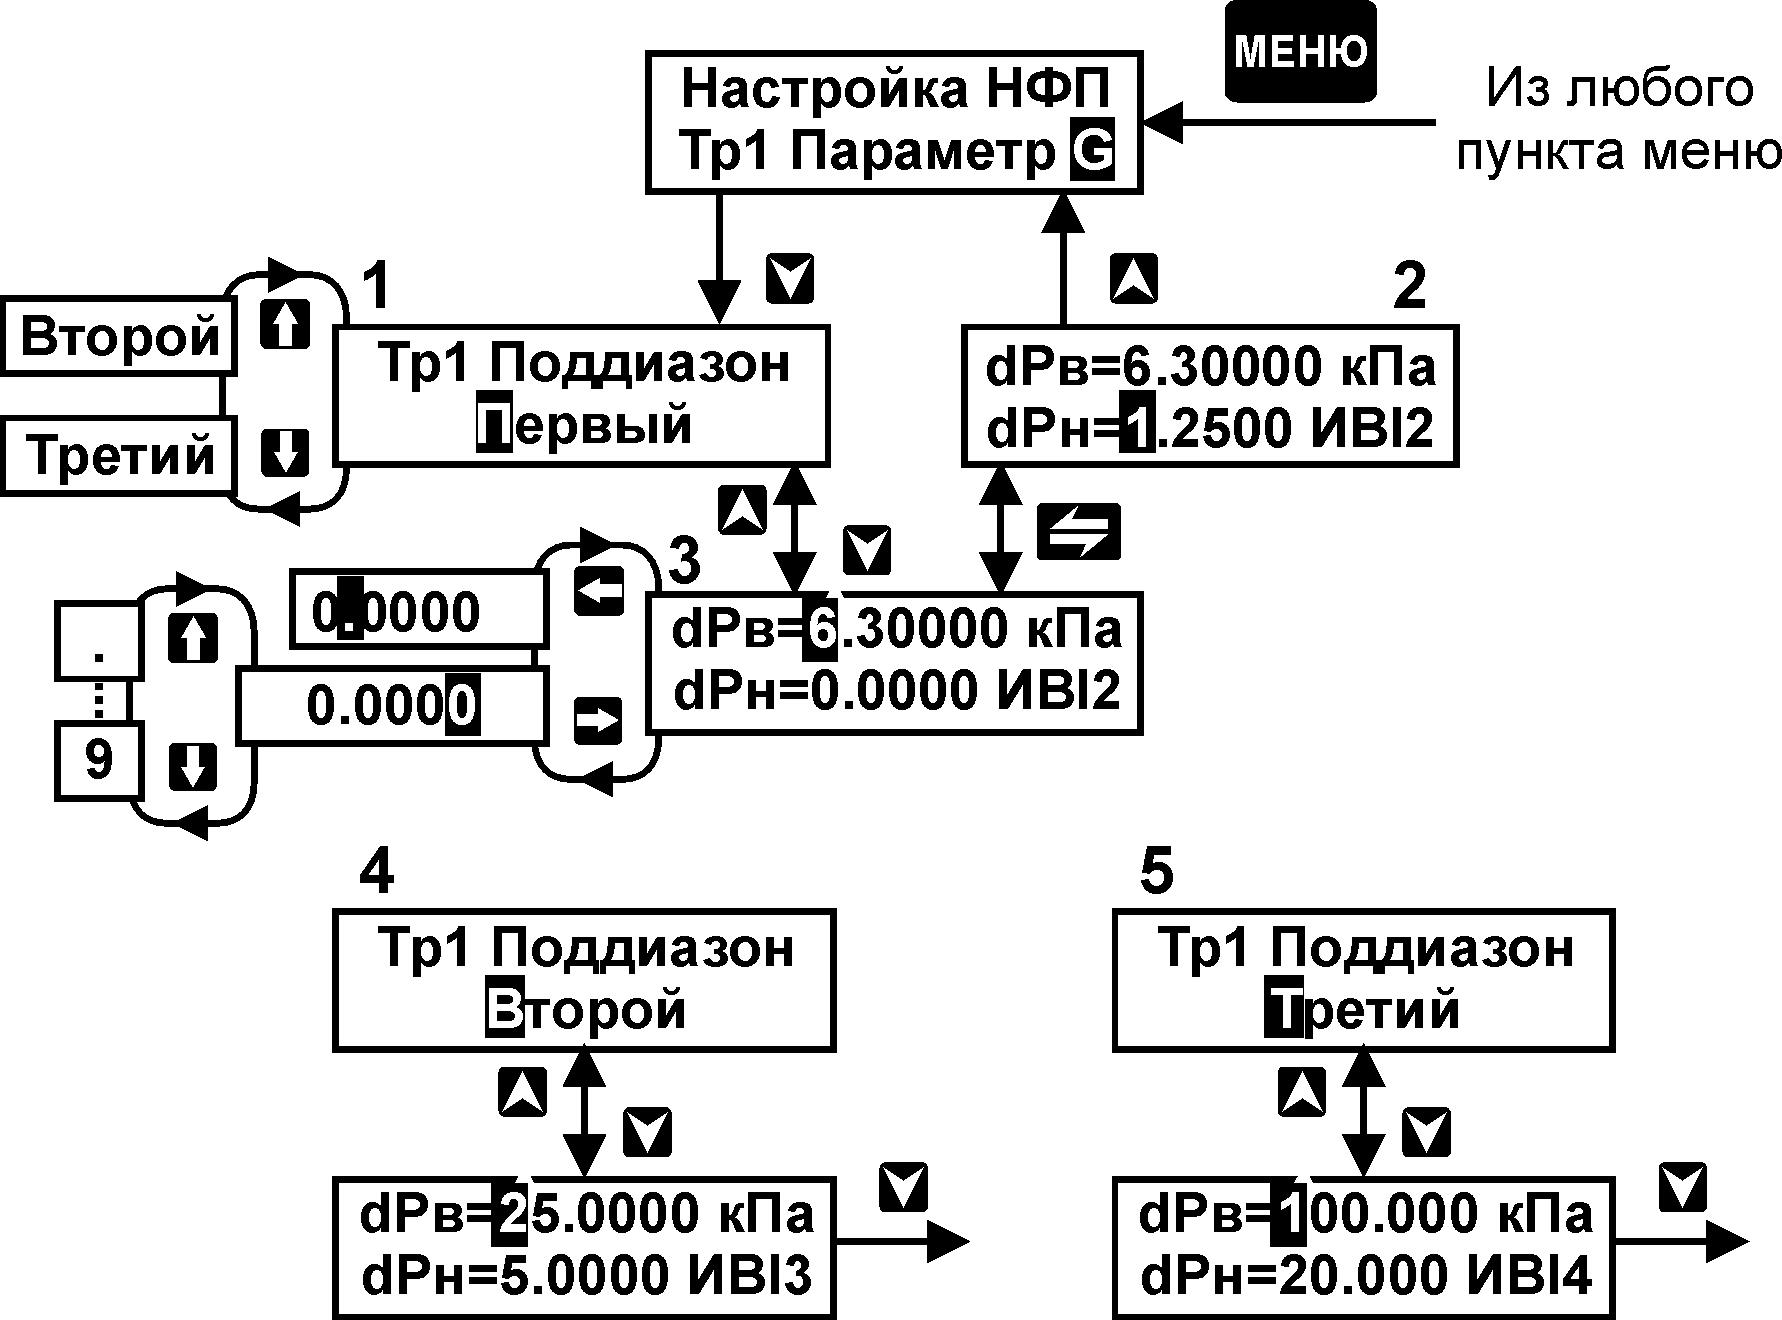 МЕНЮ
Настройка НФП
Тр1 Параметр G
Из любого
пункта меню
1
2
Второй
Третий
Тр1 Поддиазон
Первый
dPв=6.30000 кПа
dPн=1.2500 ИВI2
3
0.0000
0.0000
.
9
dPв=6.30000 кПа
dPн=0.0000 ИВI2
4
5
Тр1 Поддиазон
Второй
Тр1 Поддиазон
Третий
dPв=25.0000 кПа
dPн=5.0000 ИВI3
dPв=100.000 кПа
dPн=20.000 ИВI4